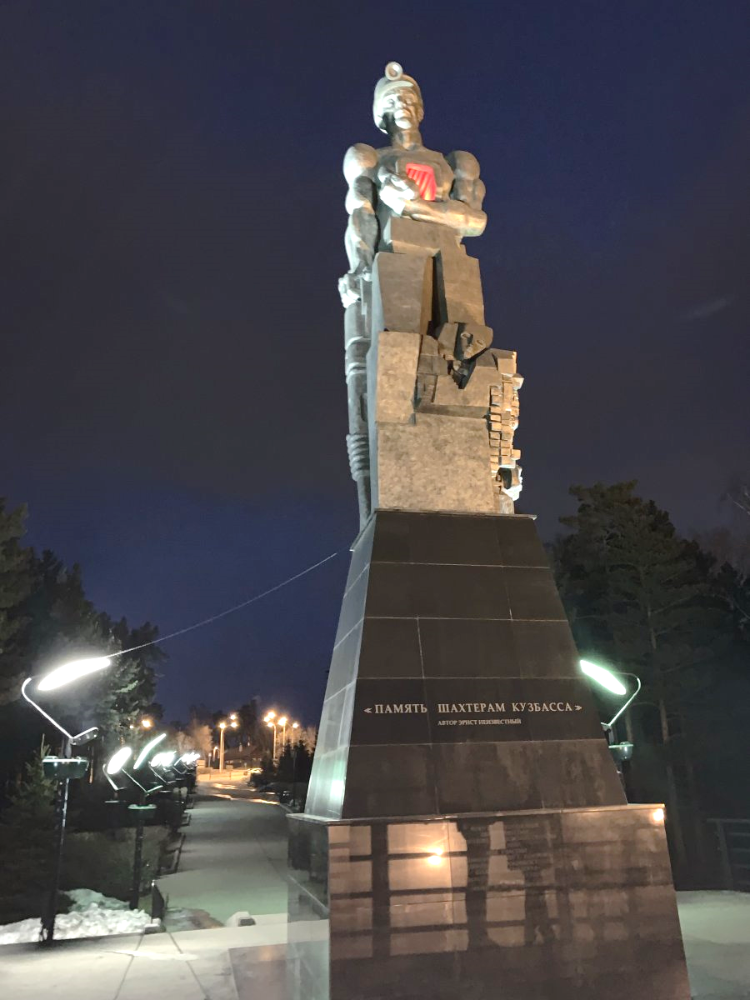 «ПАМЯТЬ ШАХТЕРАМ КУЗБАССА»
АВТОР ЭРНСТ НЕИЗВЕСТНЫЙ